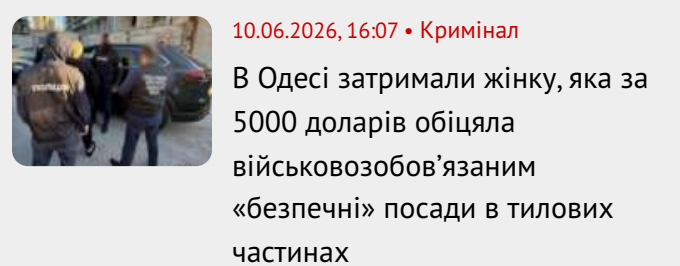 10.06.2026, 16:07 • Кримінал
В Одесі затримали жінку, яка за
5000 доларів обіцяла
військовозобов’язаним
«безпечні» посади в тилових
частинах